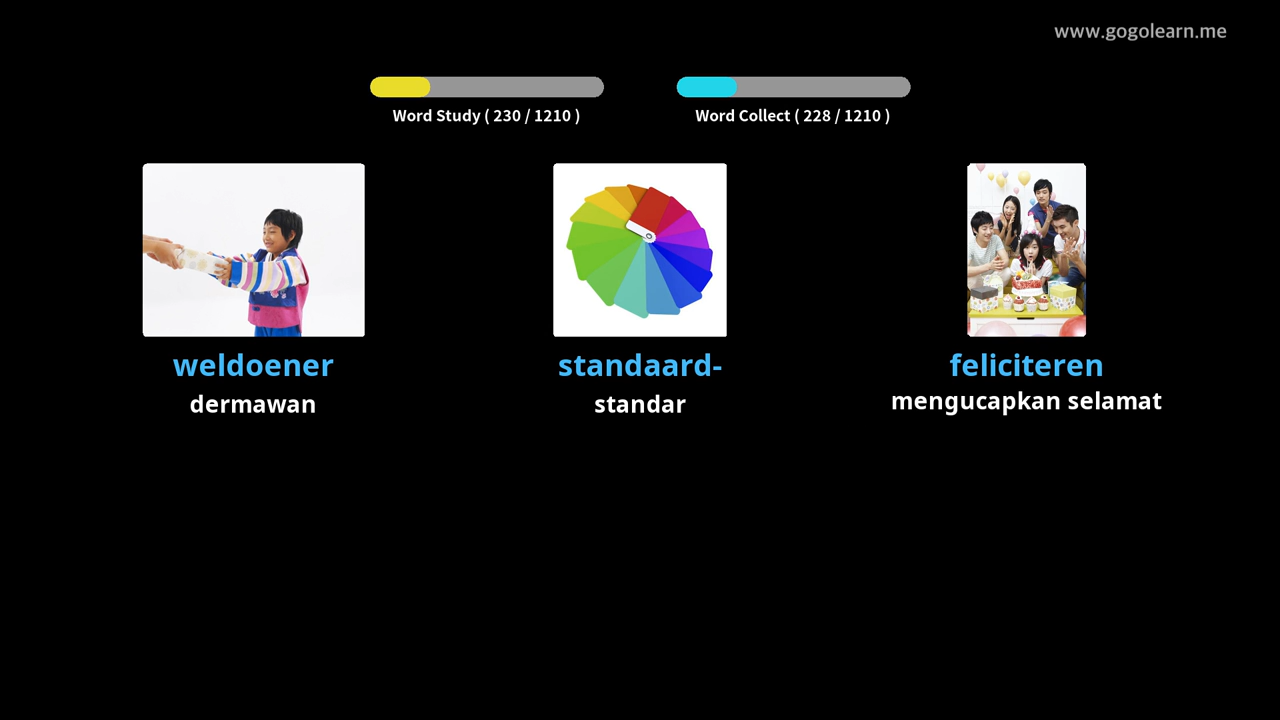 www.gogolearn.me
Word Study ( 230 / 1210 )
Word Collect ( 228 / 1210 )
weldoener
dermawan
standaard-
standar
feliciteren
mengucapkan selamat